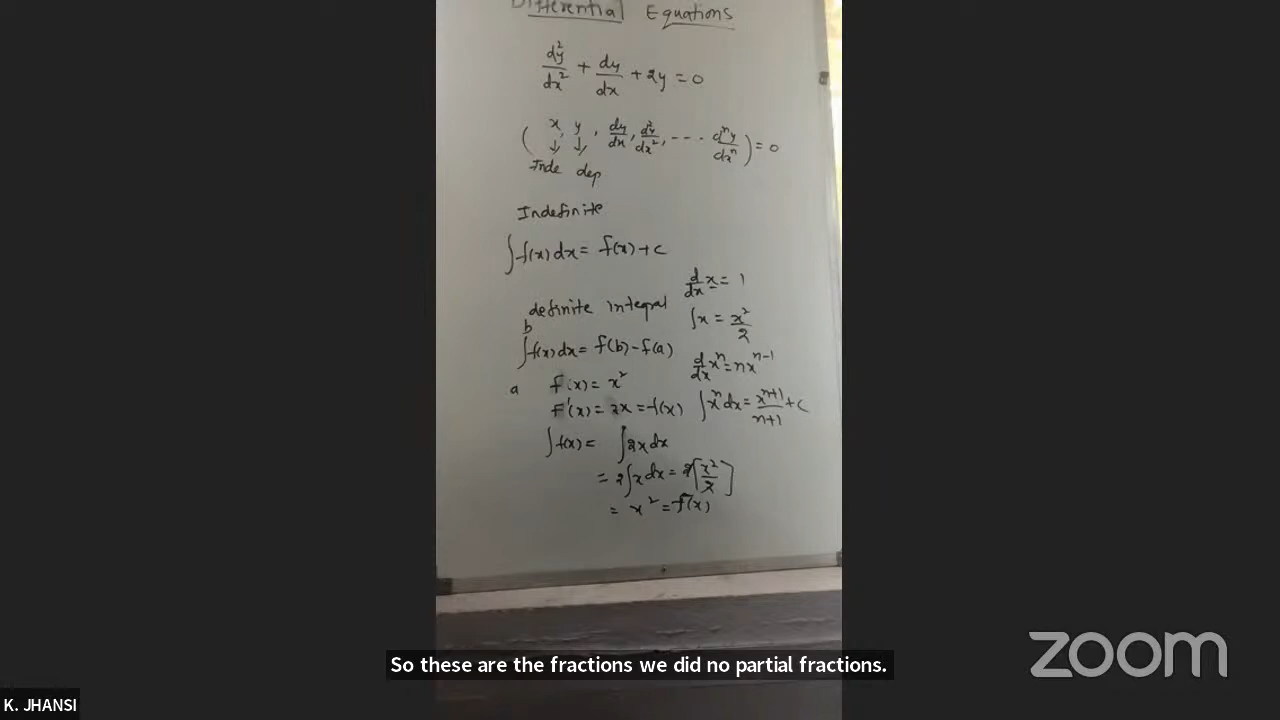 Differential Equations
d²y/dx² + dy/dx + 2y = 0
( x, y, dy/dx, d²y/dx², --- dⁿy/dxⁿ ) = 0
↓ ↓
Inde dep
Indefinite
∫f(x) dx = f(x) + c
d/dx x = 1
definite integral
∫x = x²/2
b
∫f(x) dx = f(b) - f(a)
a
d/dx xⁿ = nxⁿ⁻¹
F(x) = x²
F'(x) = 2x = f(x)
∫xⁿ dx = xⁿ⁺¹/n+1 + c
∫f(x) = ∫2x dx
= 2∫x dx = 2[x²/2]
= x² = F(x)
So these are the fractions we did no partial fractions.
zoom
K. JHANSI